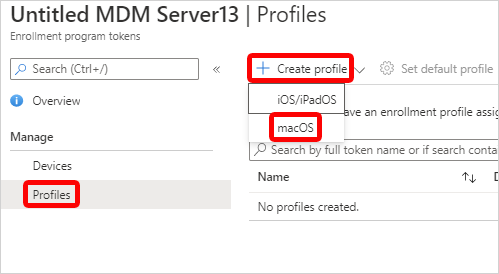 Untitled MDM Server13 | Profiles
Enrollment program tokens
Search (Ctrl+/)
«
Overview
Manage
Devices
Profiles
Create profile
Set default profile
iOS/iPadOS
macOS
ave an enrollment profile assig
Search by full token name or if search conta
Name
No profiles created.